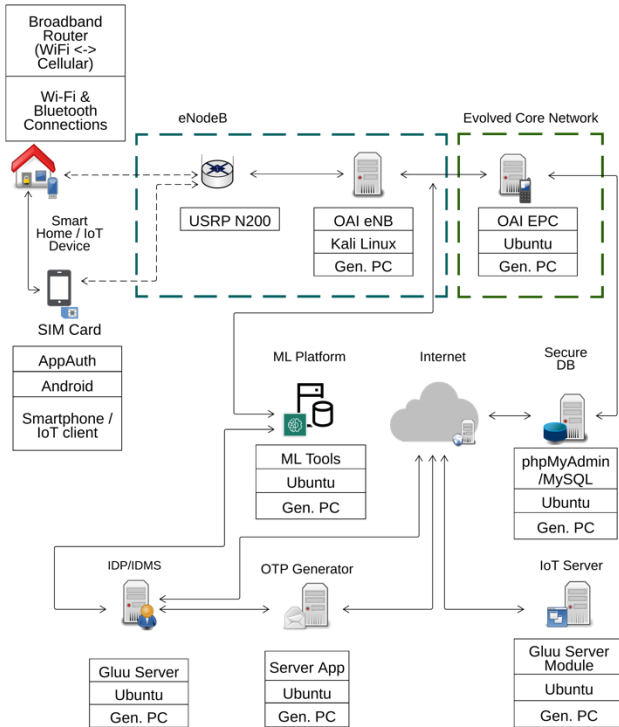 Broadband
Router
(WiFi <->
Cellular)
Wi-Fi &
Bluetooth
Connections
eNodeB
Evolved Core Network
USRP N200
OAI eNB
Kali Linux
Gen. PC
OAI EPC
Ubuntu
Gen. PC
Smart
Home / IoT
Device
SIM Card
AppAuth
Android
Smartphone /
IoT client
ML Platform
Internet
Secure
DB
ML Tools
Ubuntu
Gen. PC
phpMyAdmin
/MySQL
Ubuntu
Gen. PC
IDP/IDMS
OTP Generator
IoT Server
Gluu Server
Ubuntu
Gen. PC
Server App
Ubuntu
Gen. PC
Gluu Server
Module
Ubuntu
Gen. PC